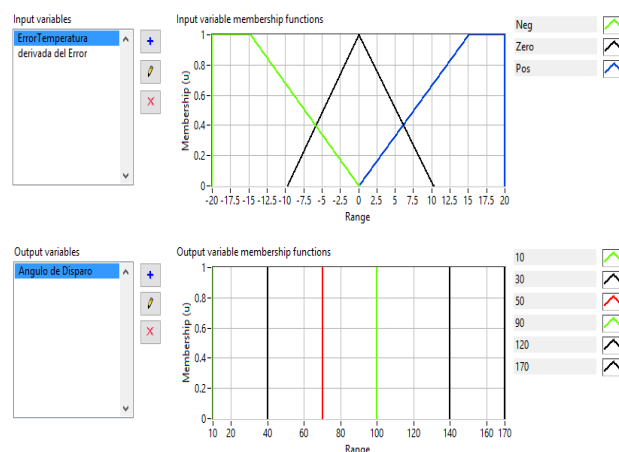 Input variables
ErrorTemperatura
derivada del Error
Input variable membership functions
Membership (u)
1
0.8
0.6
0.4
0.2
0
-20 -17.5 -15 -12.5 -10 -7.5 -5 -2.5 0 2.5 5 7.5 10 12.5 15 17.5 20
Range
Neg
Zero
Pos
Output variables
Angulo de Disparo
Output variable membership functions
Membership (u)
1
0.8
0.6
0.4
0.2
0
10 20 40 60 80 100 120 140 160 170
Range
10
30
50
90
120
170